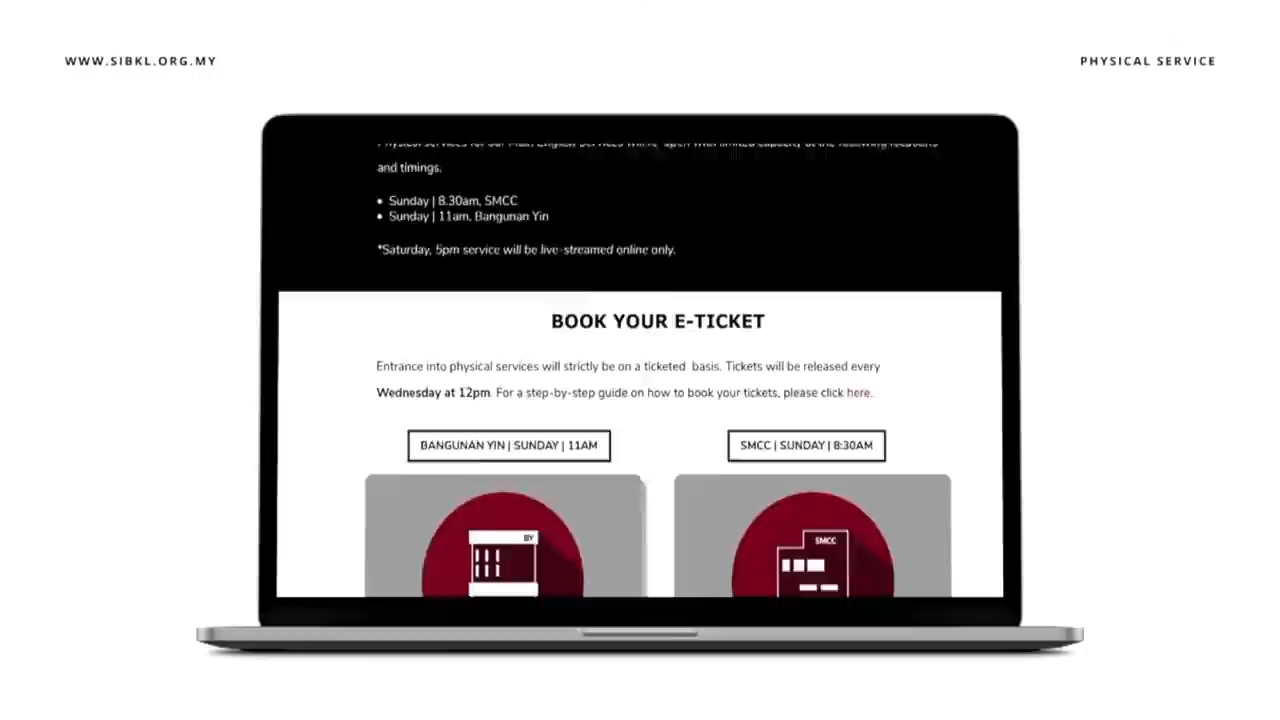 WWW.SIBKL.ORG.MY
PHYSICAL SERVICE
and timings.
• Sunday | 8.30am, SMCC
• Sunday | 11am, Bangunan Yin
*Saturday, 5pm service will be live-streamed online only.
BOOK YOUR E-TICKET
Entrance into physical services will strictly be on a ticketed basis. Tickets will be released every
Wednesday at 12pm. For a step-by-step guide on how to book your tickets, please click here.
BANGUNAN YIN | SUNDAY | 11AM
SMCC | SUNDAY | 8:30AM
BY
SMCC